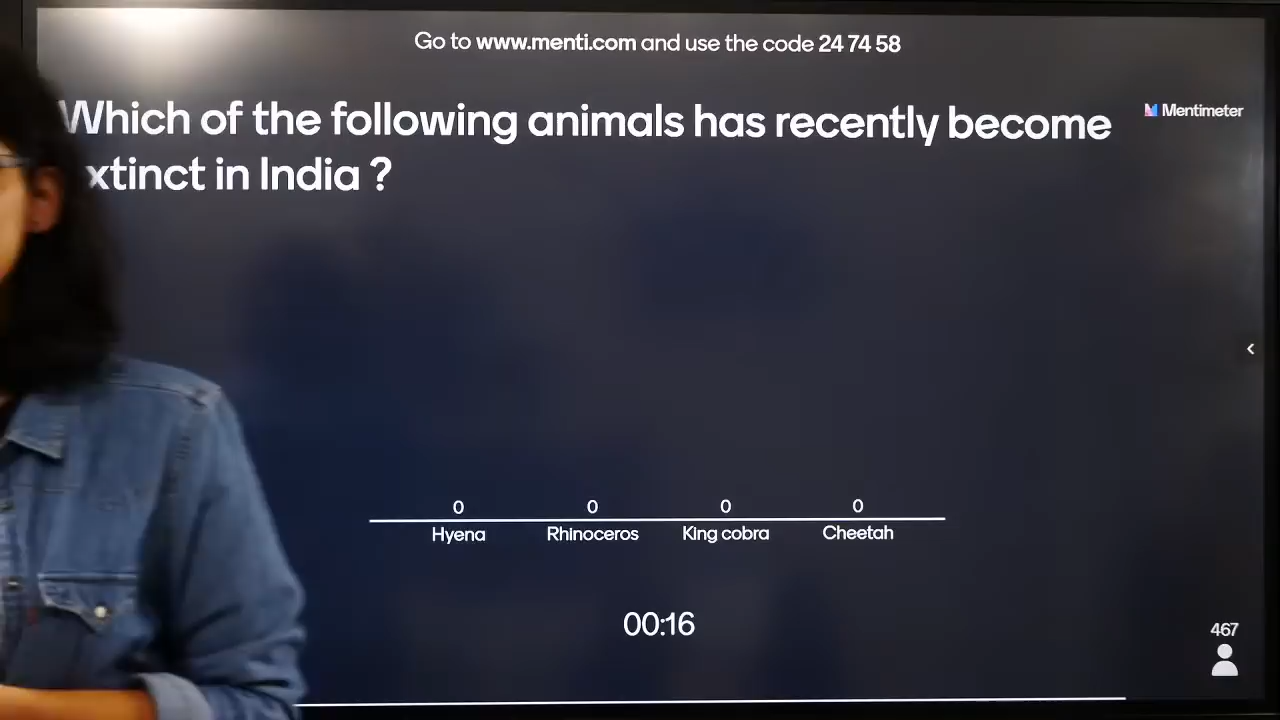 Go to www.menti.com and use the code 24 74 58
Which of the following animals has recently become
Mentimeter
xtinct in India ?
0 0 0 0
Hyena Rhinoceros King cobra Cheetah
00:16
467